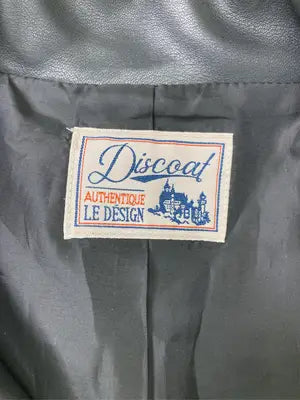 Discoat
AUTHENTIQUE
LE DESIGN